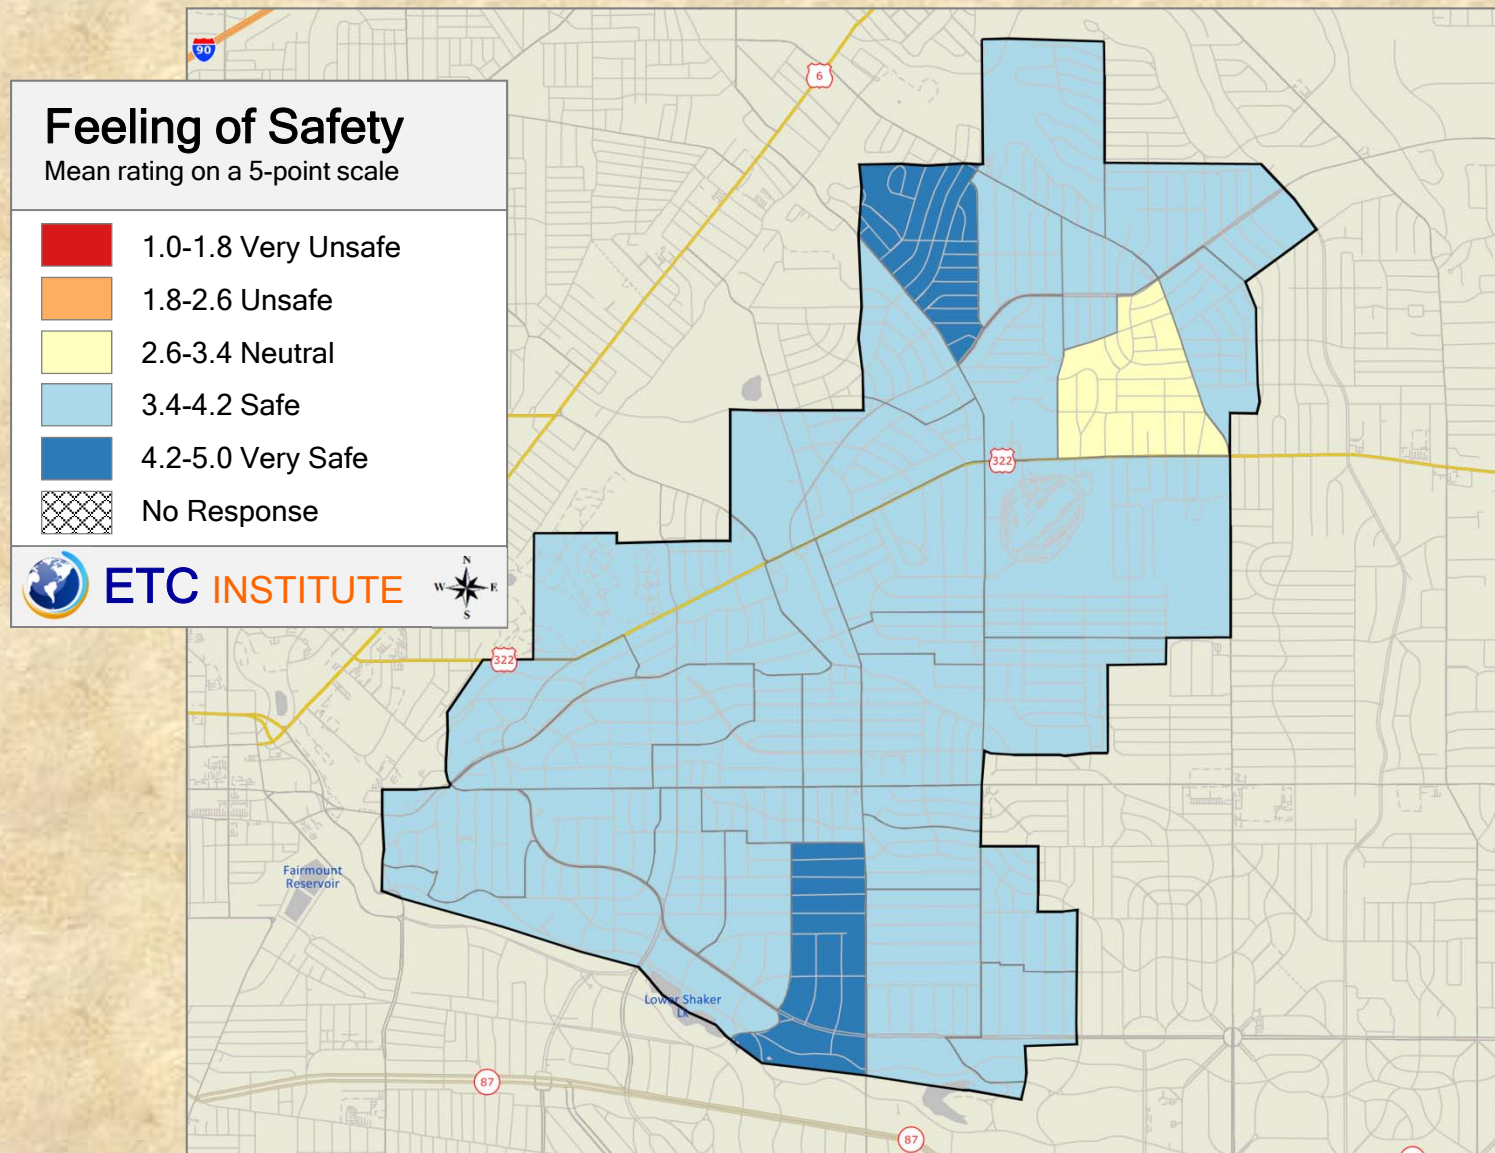 Feeling of Safety
Mean rating on a 5-point scale
1.0-1.8 Very Unsafe
1.8-2.6 Unsafe
2.6-3.4 Neutral
3.4-4.2 Safe
4.2-5.0 Very Safe
No Response
ETC INSTITUTE
N
W E
S
90
6
322
322
Fairmount
Reservoir
Lower Shaker
Lk
87
87